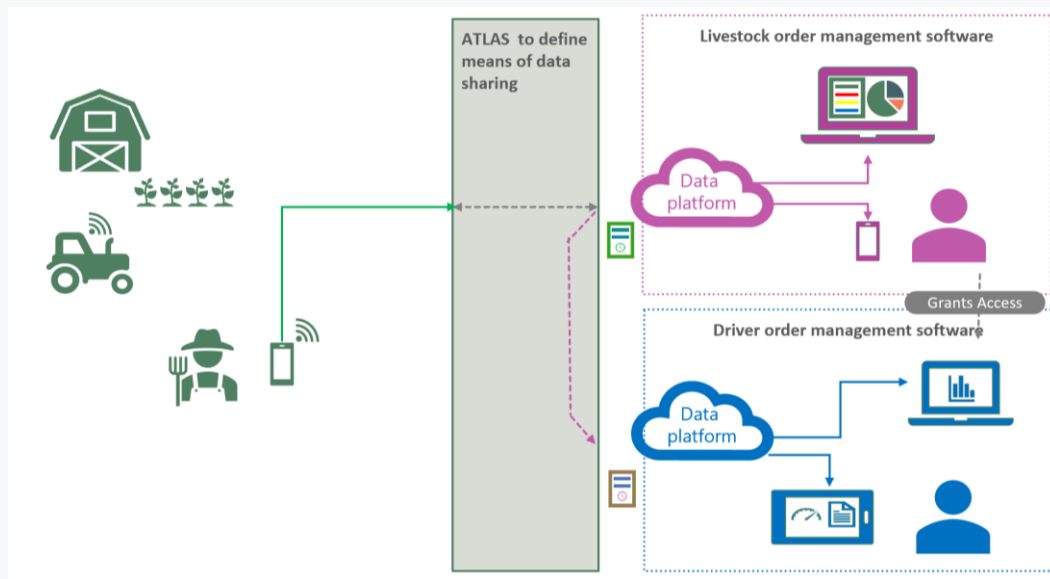 ATLAS to define
means of data
sharing
Livestock order management software
Data
platform
Grants Access
Driver order management software
Data
platform